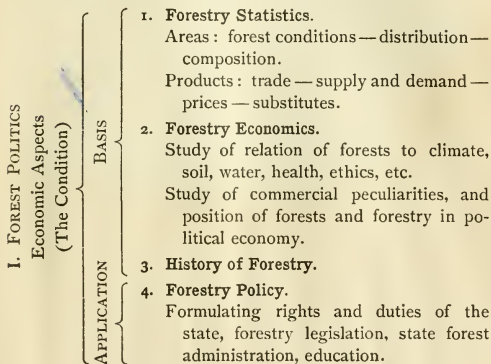 I. FOREST POLITICS
Economic Aspects
(The Condition)
BASIS
1. Forestry Statistics.
Areas : forest conditions — distribution —
composition.
Products : trade — supply and demand —
prices — substitutes.
2. Forestry Economics.
Study of relation of forests to climate,
soil, water, health, ethics, etc.
Study of commercial peculiarities, and
position of forests and forestry in po-
litical economy.
3. History of Forestry.
APPLICATION
4. Forestry Policy.
Formulating rights and duties of the
state, forestry legislation, state forest
administration, education.